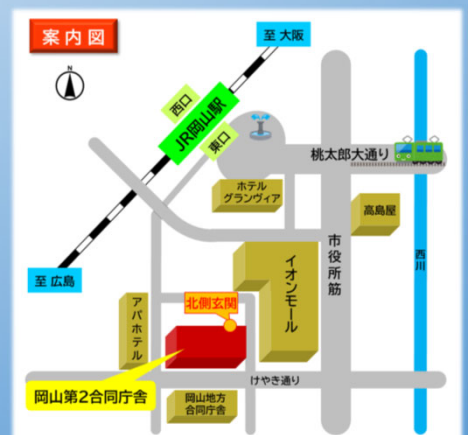 案内図
N
至 大阪
西口
JR岡山駅
東口
桃太郎大通り
ホテル
グランヴィア
高島屋
市役所筋
西川
至 広島
イオンモール
北側玄関
アパホテル
けやき通り
岡山第2合同庁舎
岡山地方
合同庁舎